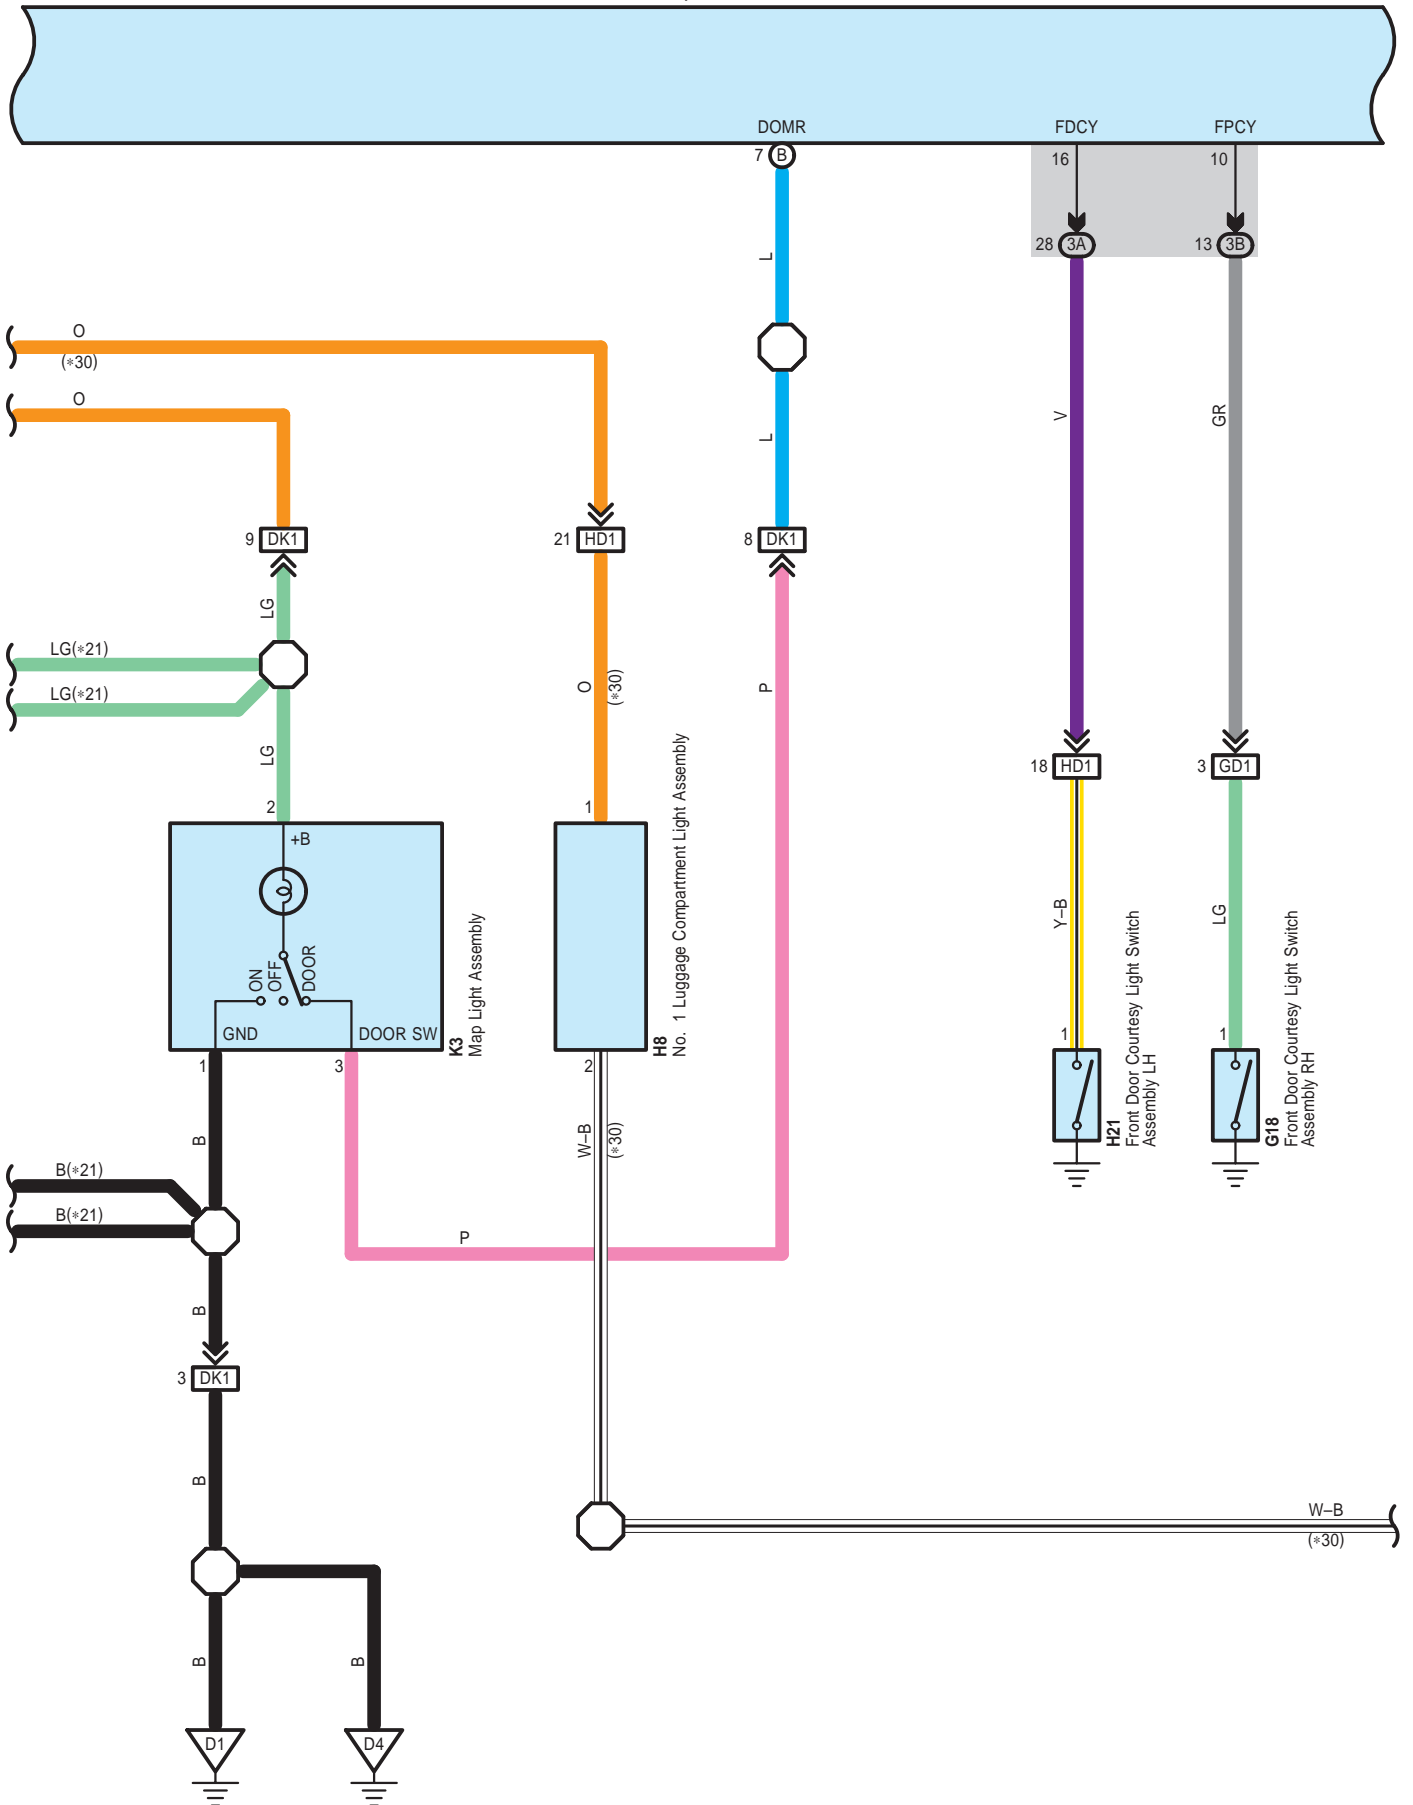 DOMR
FDCY
FPCY
7
B
16
10
28
3A
13
3B
L
O
(*30)
O
L
V
GR
9
DK1
21
HD1
8
DK1
LG
LG(*21)
LG(*21)
O
(*30)
P
LG
18
HD1
3
GD1
2
1
+B
ON
OFF
DOOR
GND
DOOR SW
K3
Map Light Assembly
H8
No. 1 Luggage Compartment Light Assembly
Y–B
LG
1
1
1
3
2
H21
Front Door Courtesy Light Switch
Assembly LH
G18
Front Door Courtesy Light Switch
Assembly RH
B
W–B
(*30)
B(*21)
B(*21)
P
B
3
DK1
B
W–B
(*30)
B
B
D1
D4